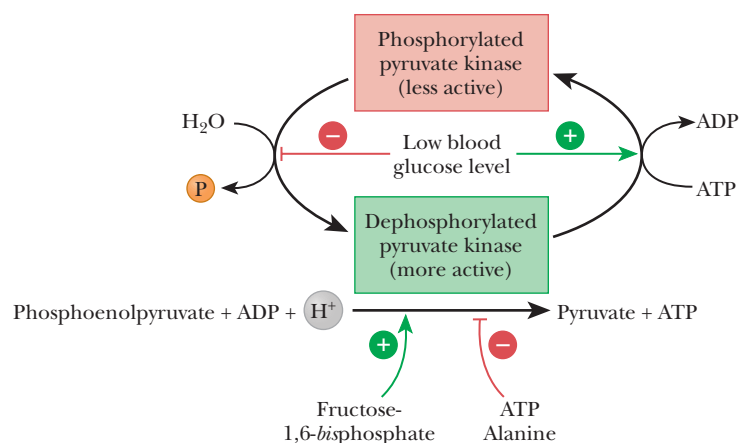 Phosphorylated
pyruvate kinase
(less active)
H₂O
ADP
−
Low blood
glucose level
+
P
ATP
Dephosphorylated
pyruvate kinase
(more active)
Phosphoenolpyruvate + ADP + H⁺
Pyruvate + ATP
+
−
Fructose-
1,6-bisphosphate
ATP
Alanine